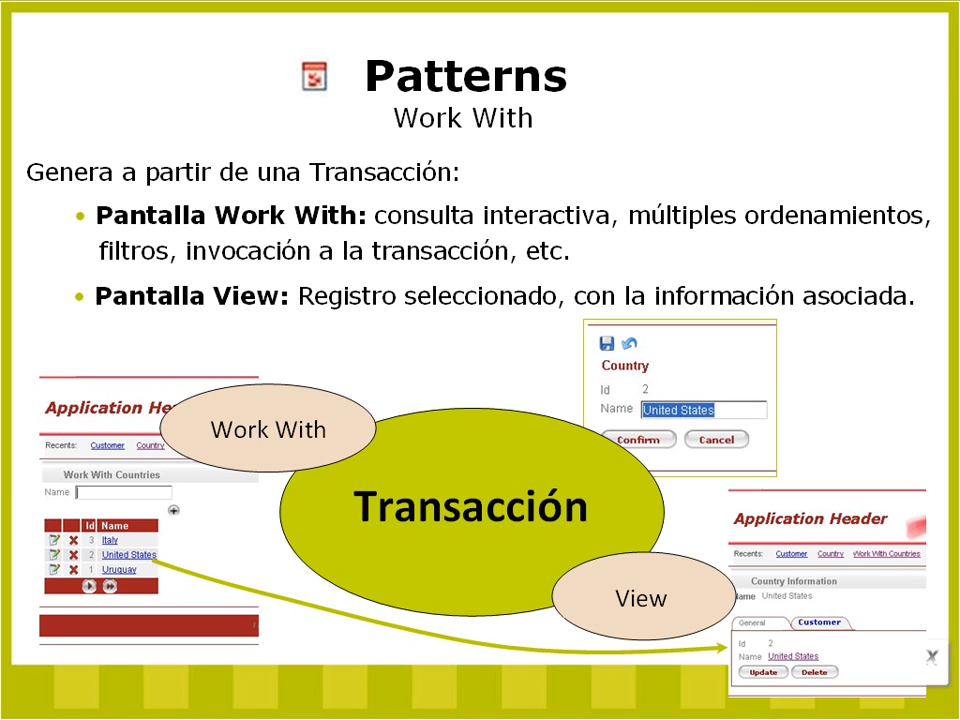 Patterns
Work With
Genera a partir de una Transacción:
• Pantalla Work With: consulta interactiva, múltiples ordenamientos,
filtros, invocación a la transacción, etc.
• Pantalla View: Registro seleccionado, con la información asociada.
Country
Id 2
Name United States
Confirm Cancel
Application He
Recents: Customer Country
Work With Countries
Name
Id Name
3 Italy
2 United States
1 Uruguay
Work With
Transacción
View
Application Header
Recents: Customer Country Work With Countries
Country Information
Name United States
General Customer
Id 2
Name United States
Update Delete